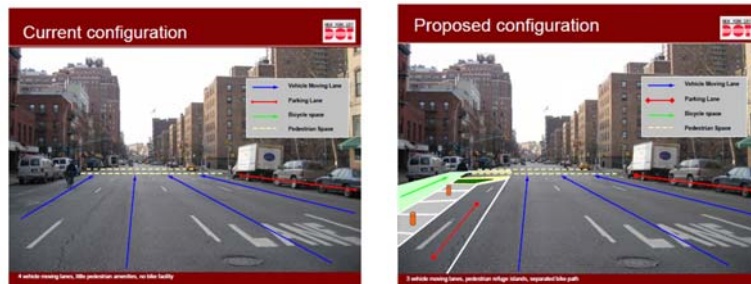 Current configuration
NEW YORK CITY
DOT
Vehicle Moving Lane
Parking Lane
Bicycle space
Pedestrian Space
LANE
4 vehicle moving lanes, little pedestrian amenities, no bike facility
Proposed configuration
NEW YORK CITY
DOT
Vehicle Moving Lane
Parking Lane
Bicycle space
Pedestrian Space
LANE
3 vehicle moving lanes, pedestrian refuge islands, separated bike path